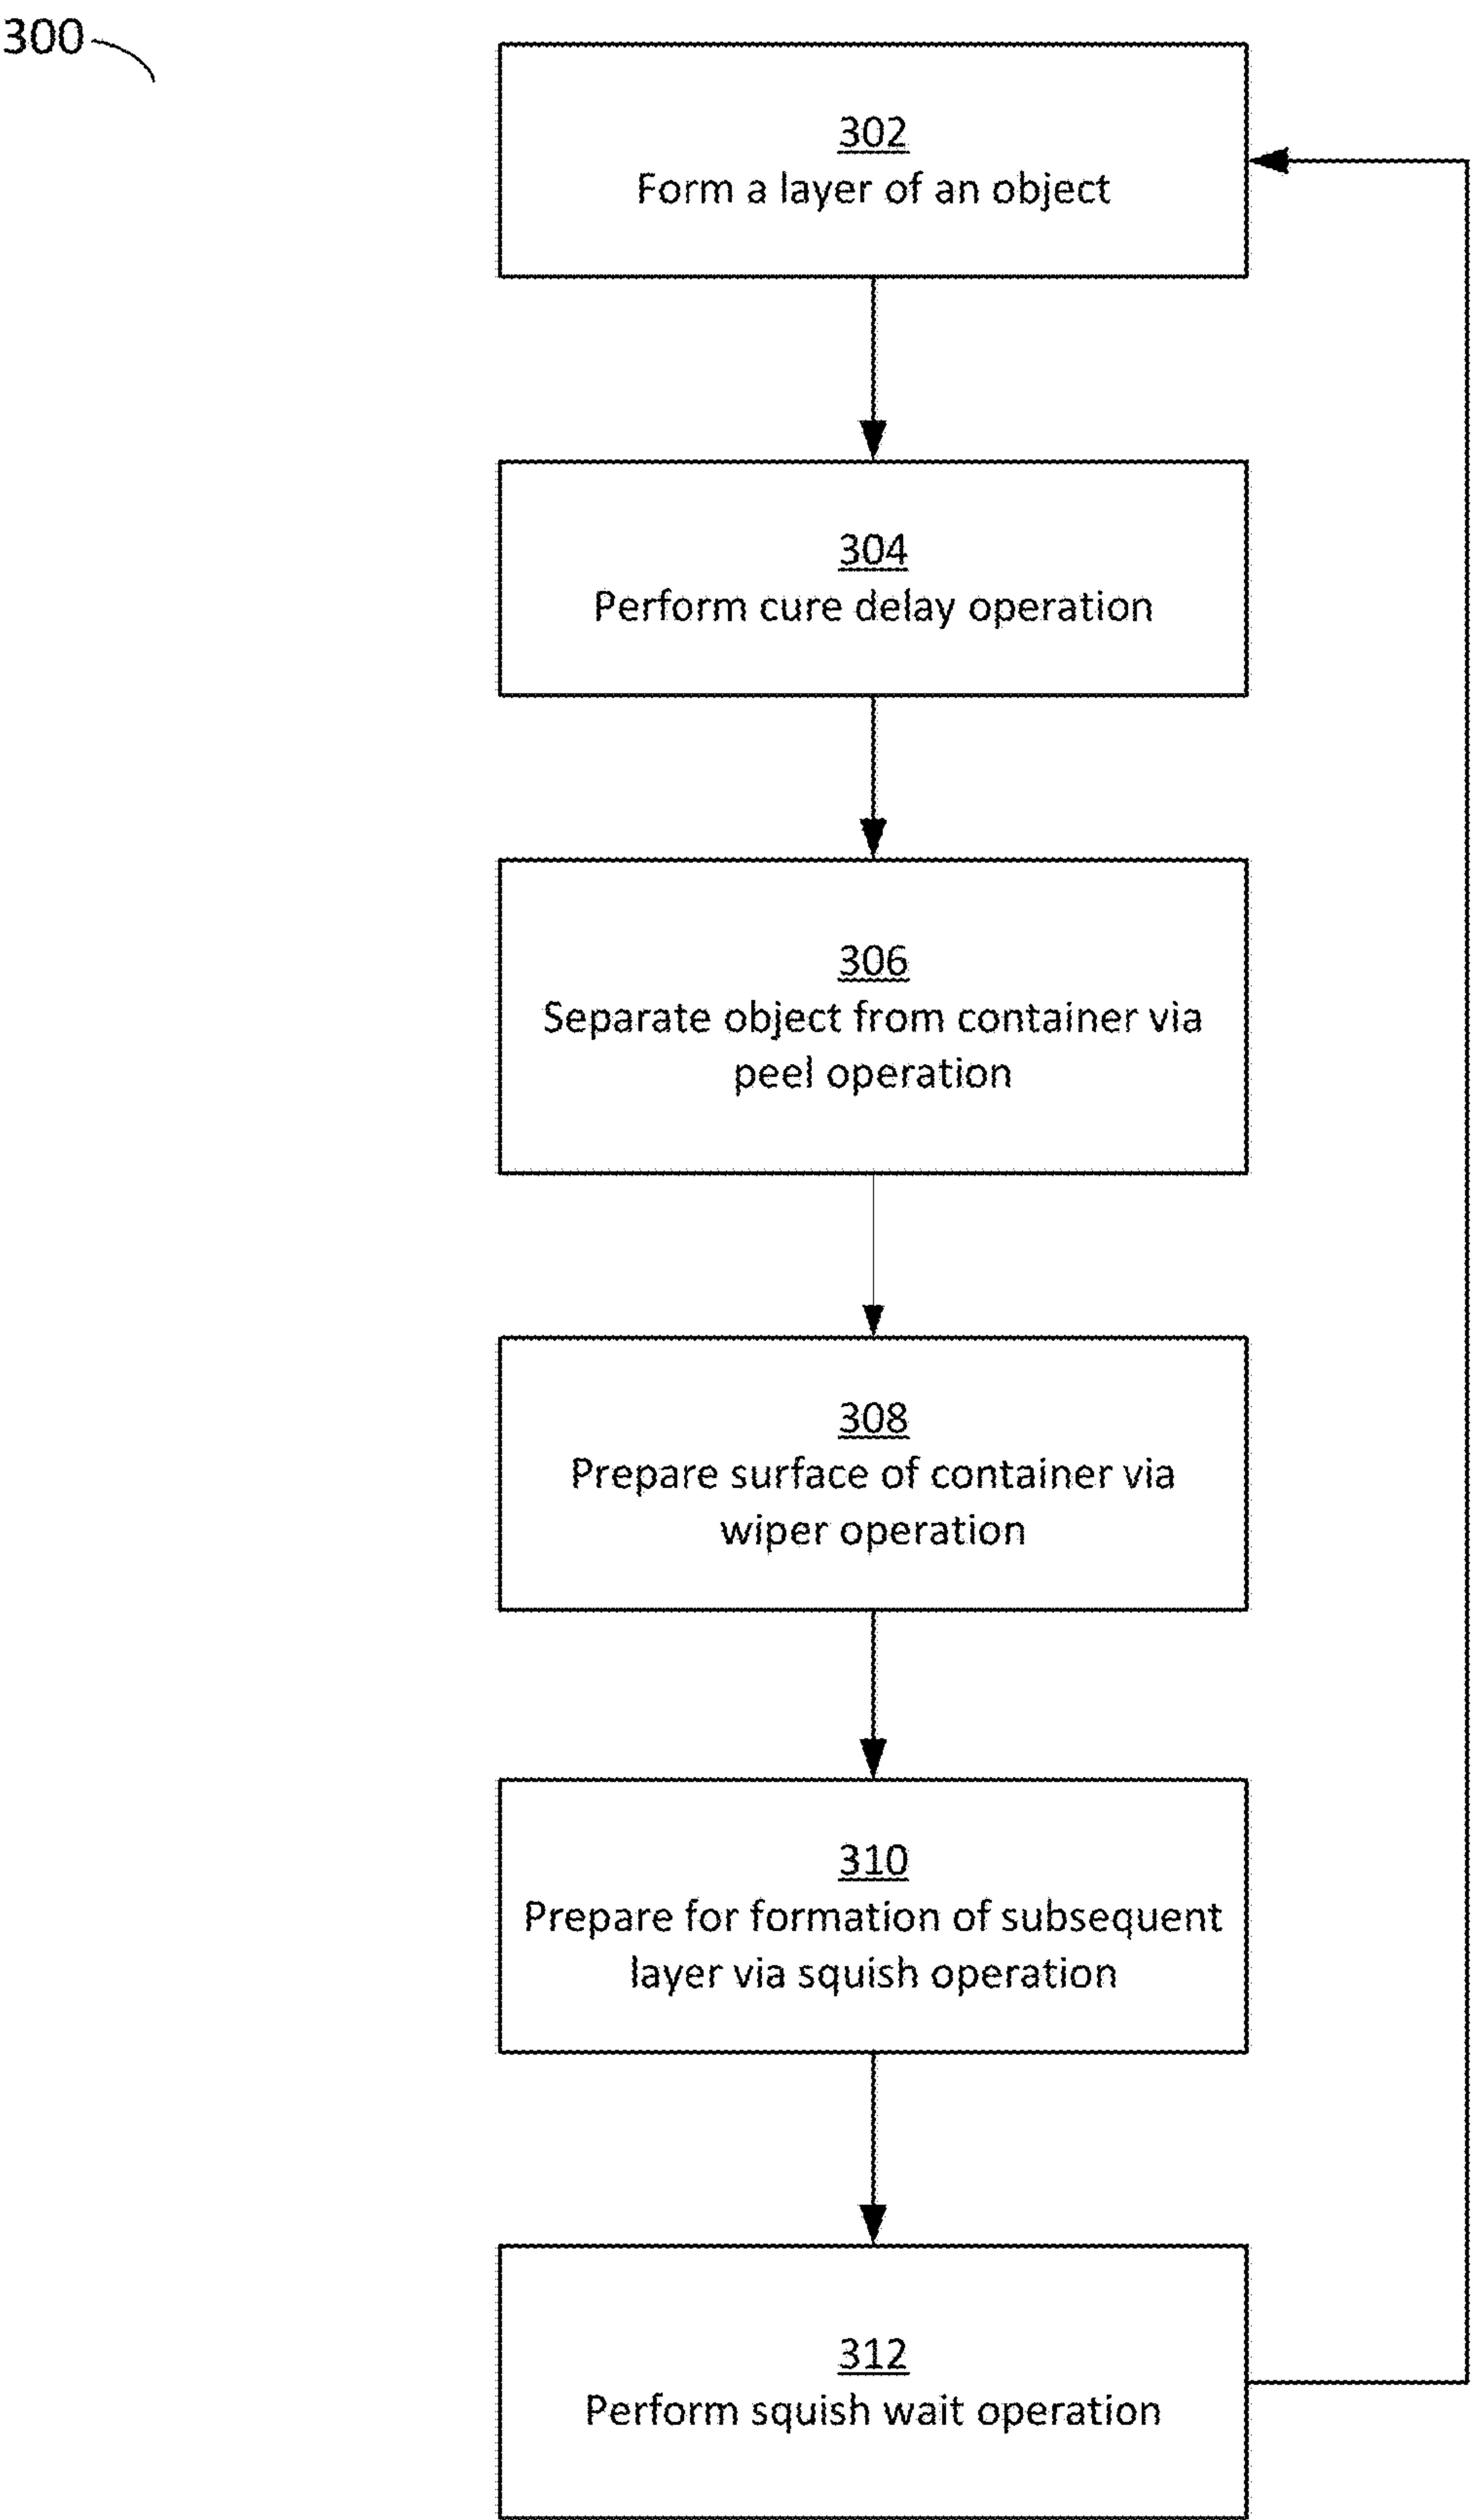 300
302
Form a layer of an object
304
Perform cure delay operation
306
Separate object from container via
peel operation
308
Prepare surface of container via
wiper operation
310
Prepare for formation of subsequent
layer via squish operation
312
Perform squish wait operation